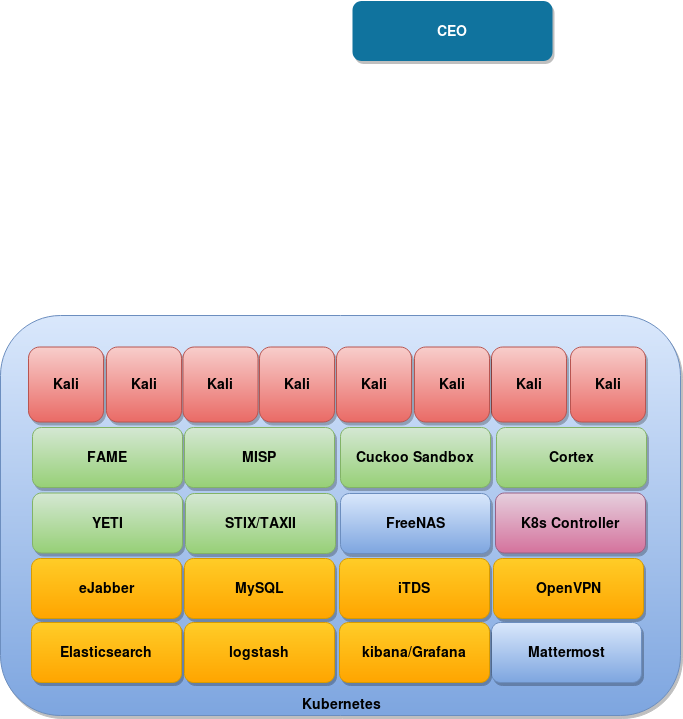 CEO
Kali Kali Kali Kali Kali Kali Kali Kali
FAME MISP Cuckoo Sandbox Cortex
YETI STIX/TAXII FreeNAS K8s Controller
eJabber MySQL iTDS OpenVPN
Elasticsearch logstash kibana/Grafana Mattermost
Kubernetes